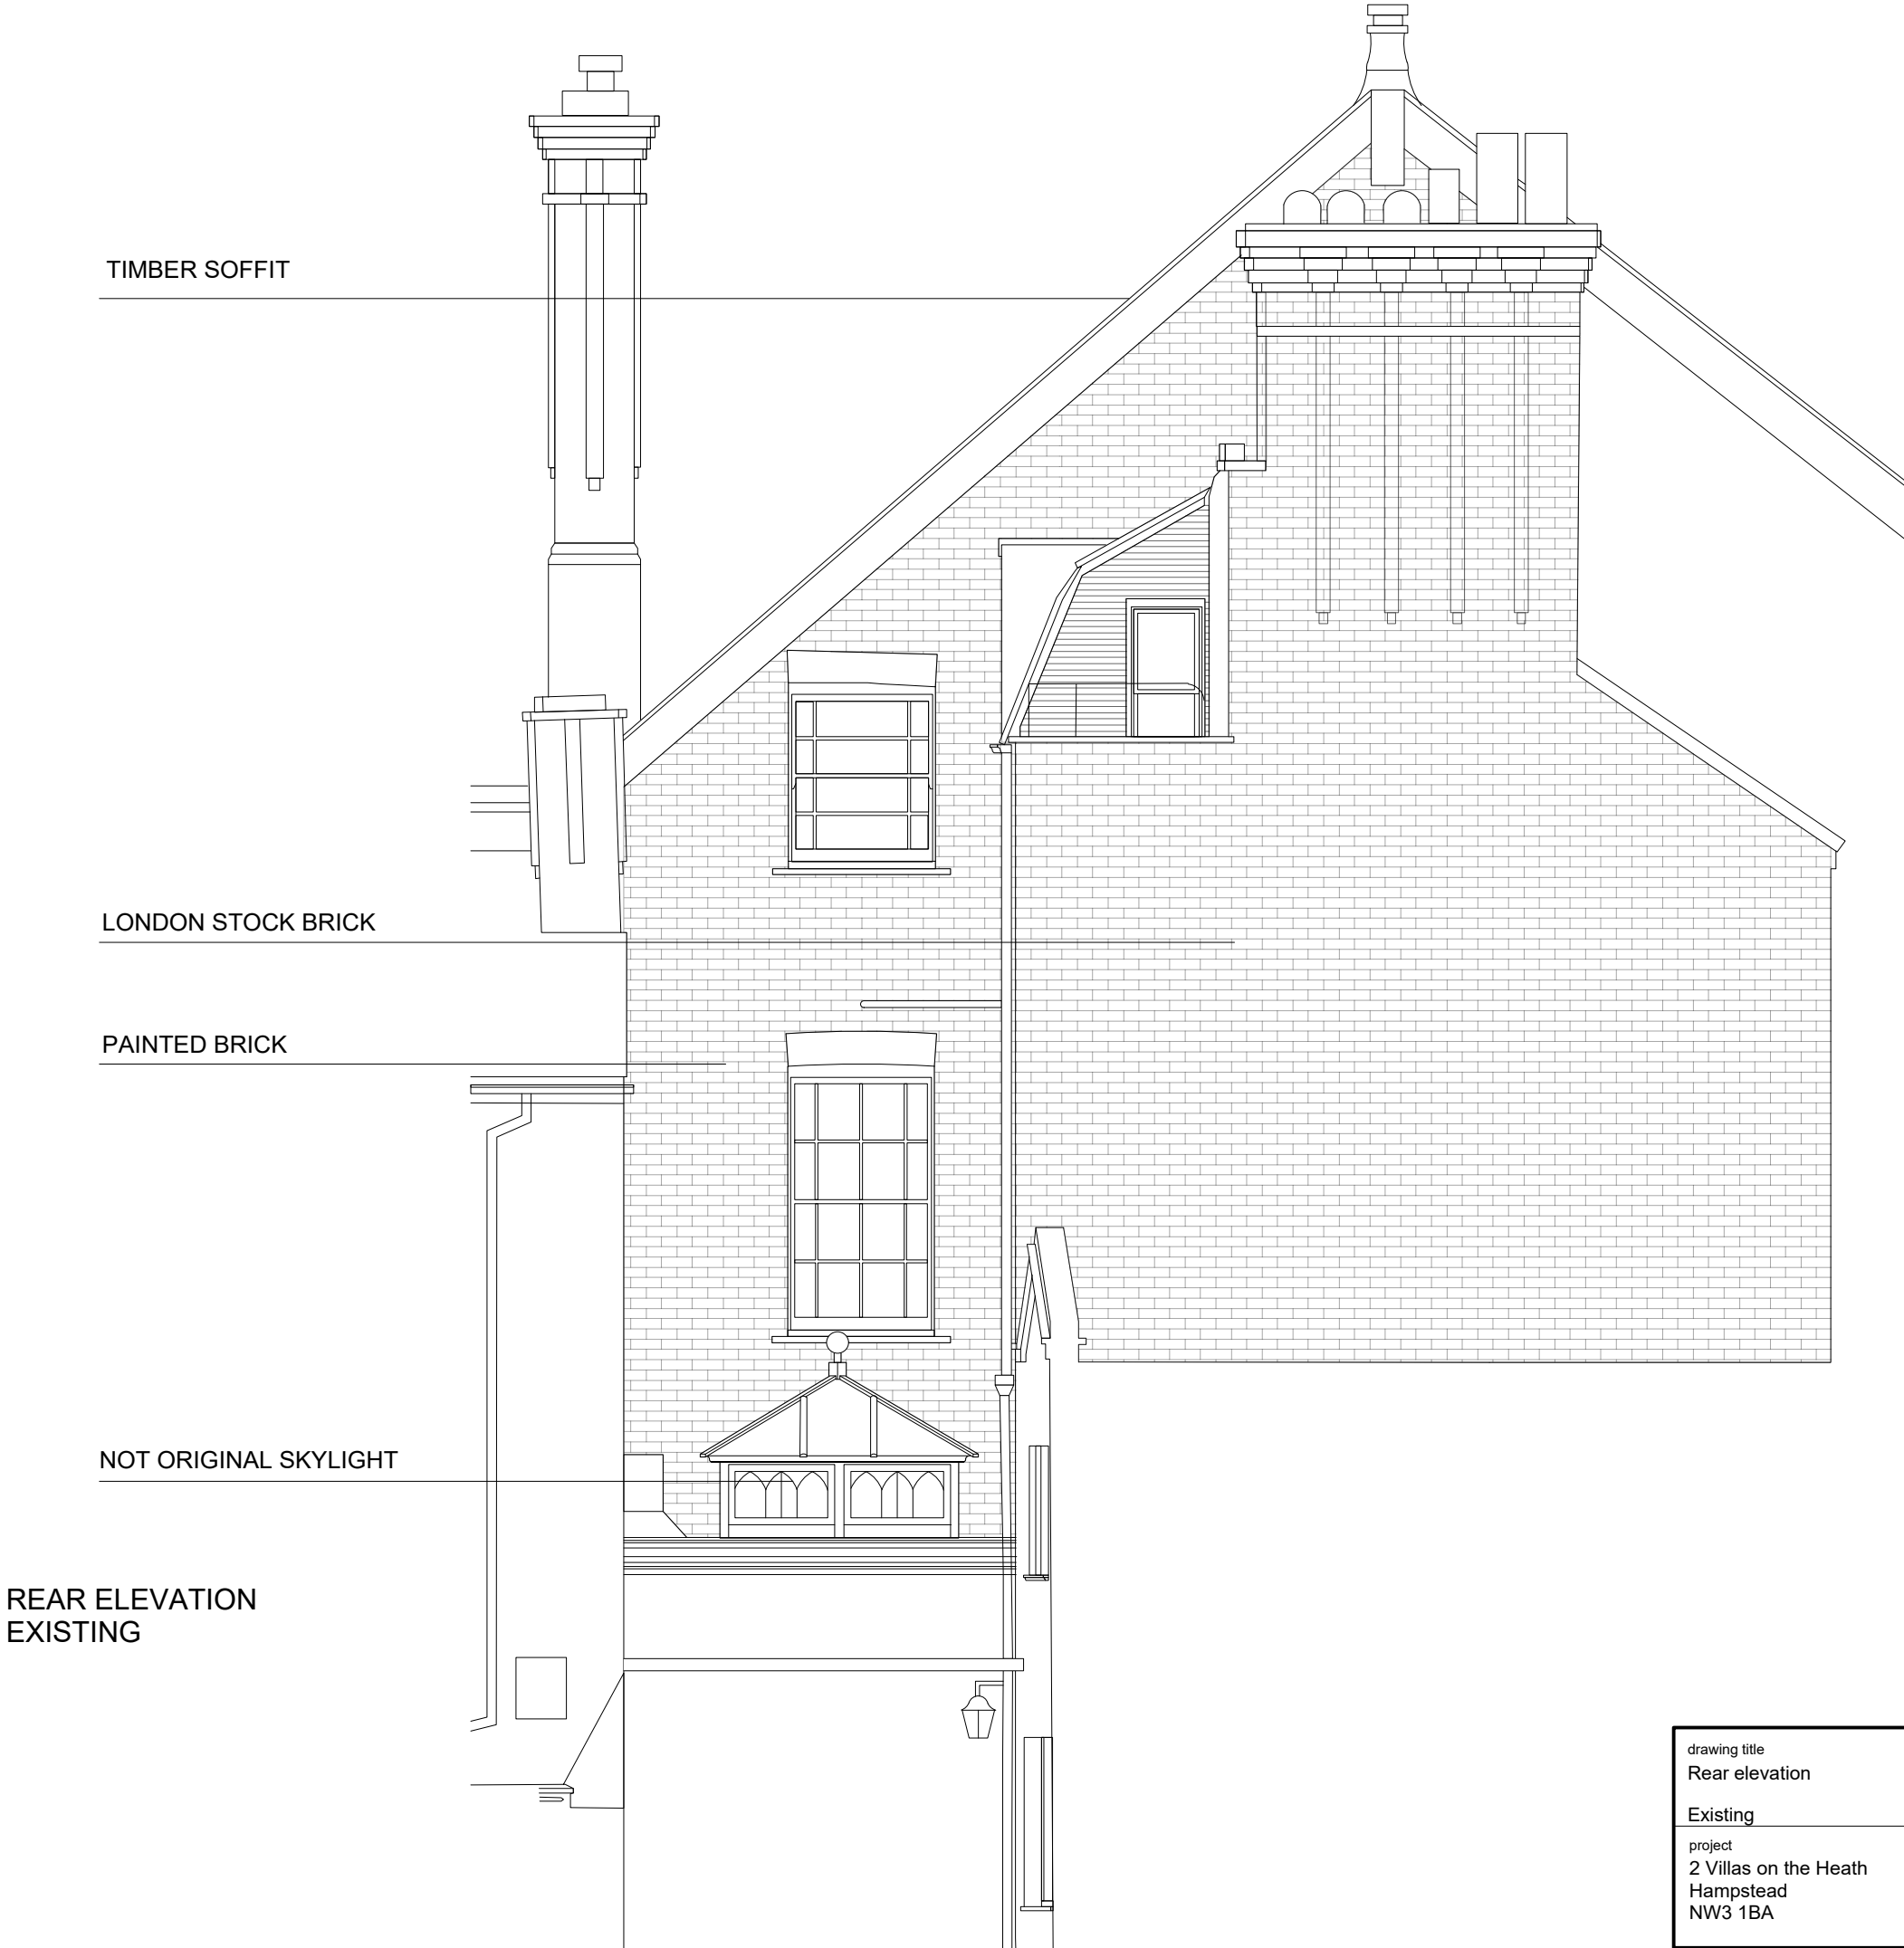 TIMBER SOFFIT
LONDON STOCK BRICK
PAINTED BRICK
NOT ORIGINAL SKYLIGHT
REAR ELEVATION
EXISTING
drawing title
Rear elevation
Existing
project
2 Villas on the Heath
Hampstead
NW3 1BA